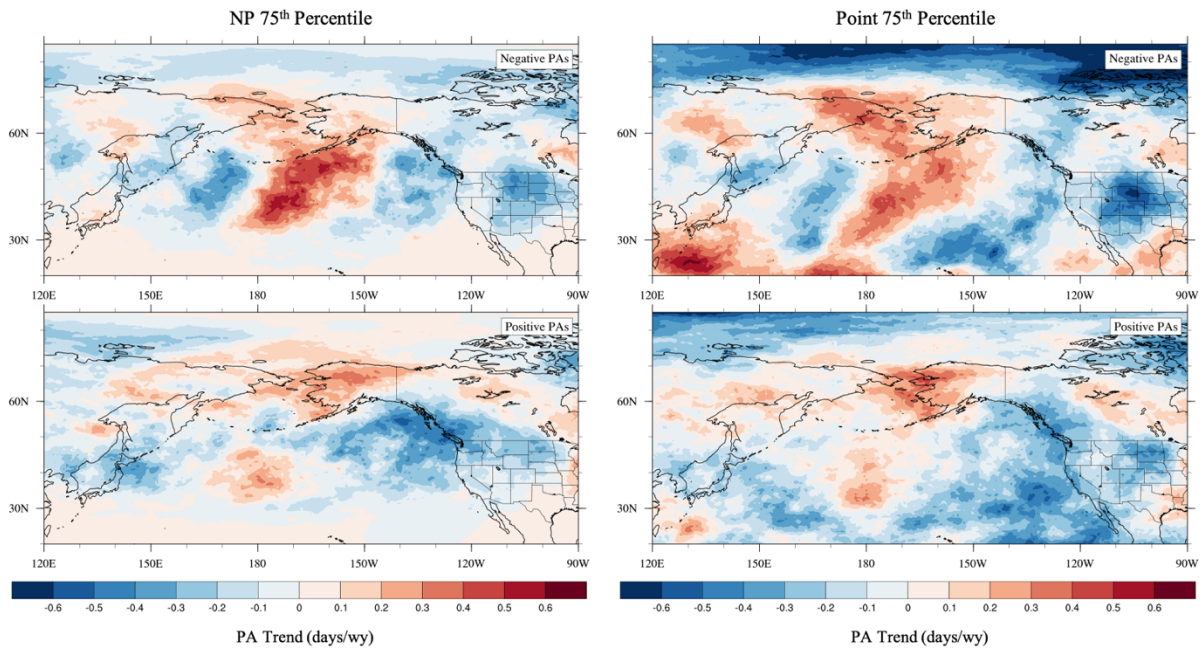 NP 75th Percentile
Point 75th Percentile
Negative PAs
60N
30N
120E 150E 180 150W 120W 90W
Negative PAs
60N
30N
120E 150E 180 150W 120W 90W
Positive PAs
60N
30N
120E 150E 180 150W 120W 90W
Positive PAs
60N
30N
120E 150E 180 150W 120W 90W
-0.6 -0.5 -0.4 -0.3 -0.2 -0.1 0 0.1 0.2 0.3 0.4 0.5 0.6
PA Trend (days/wy)
-0.6 -0.5 -0.4 -0.3 -0.2 -0.1 0 0.1 0.2 0.3 0.4 0.5 0.6
PA Trend (days/wy)